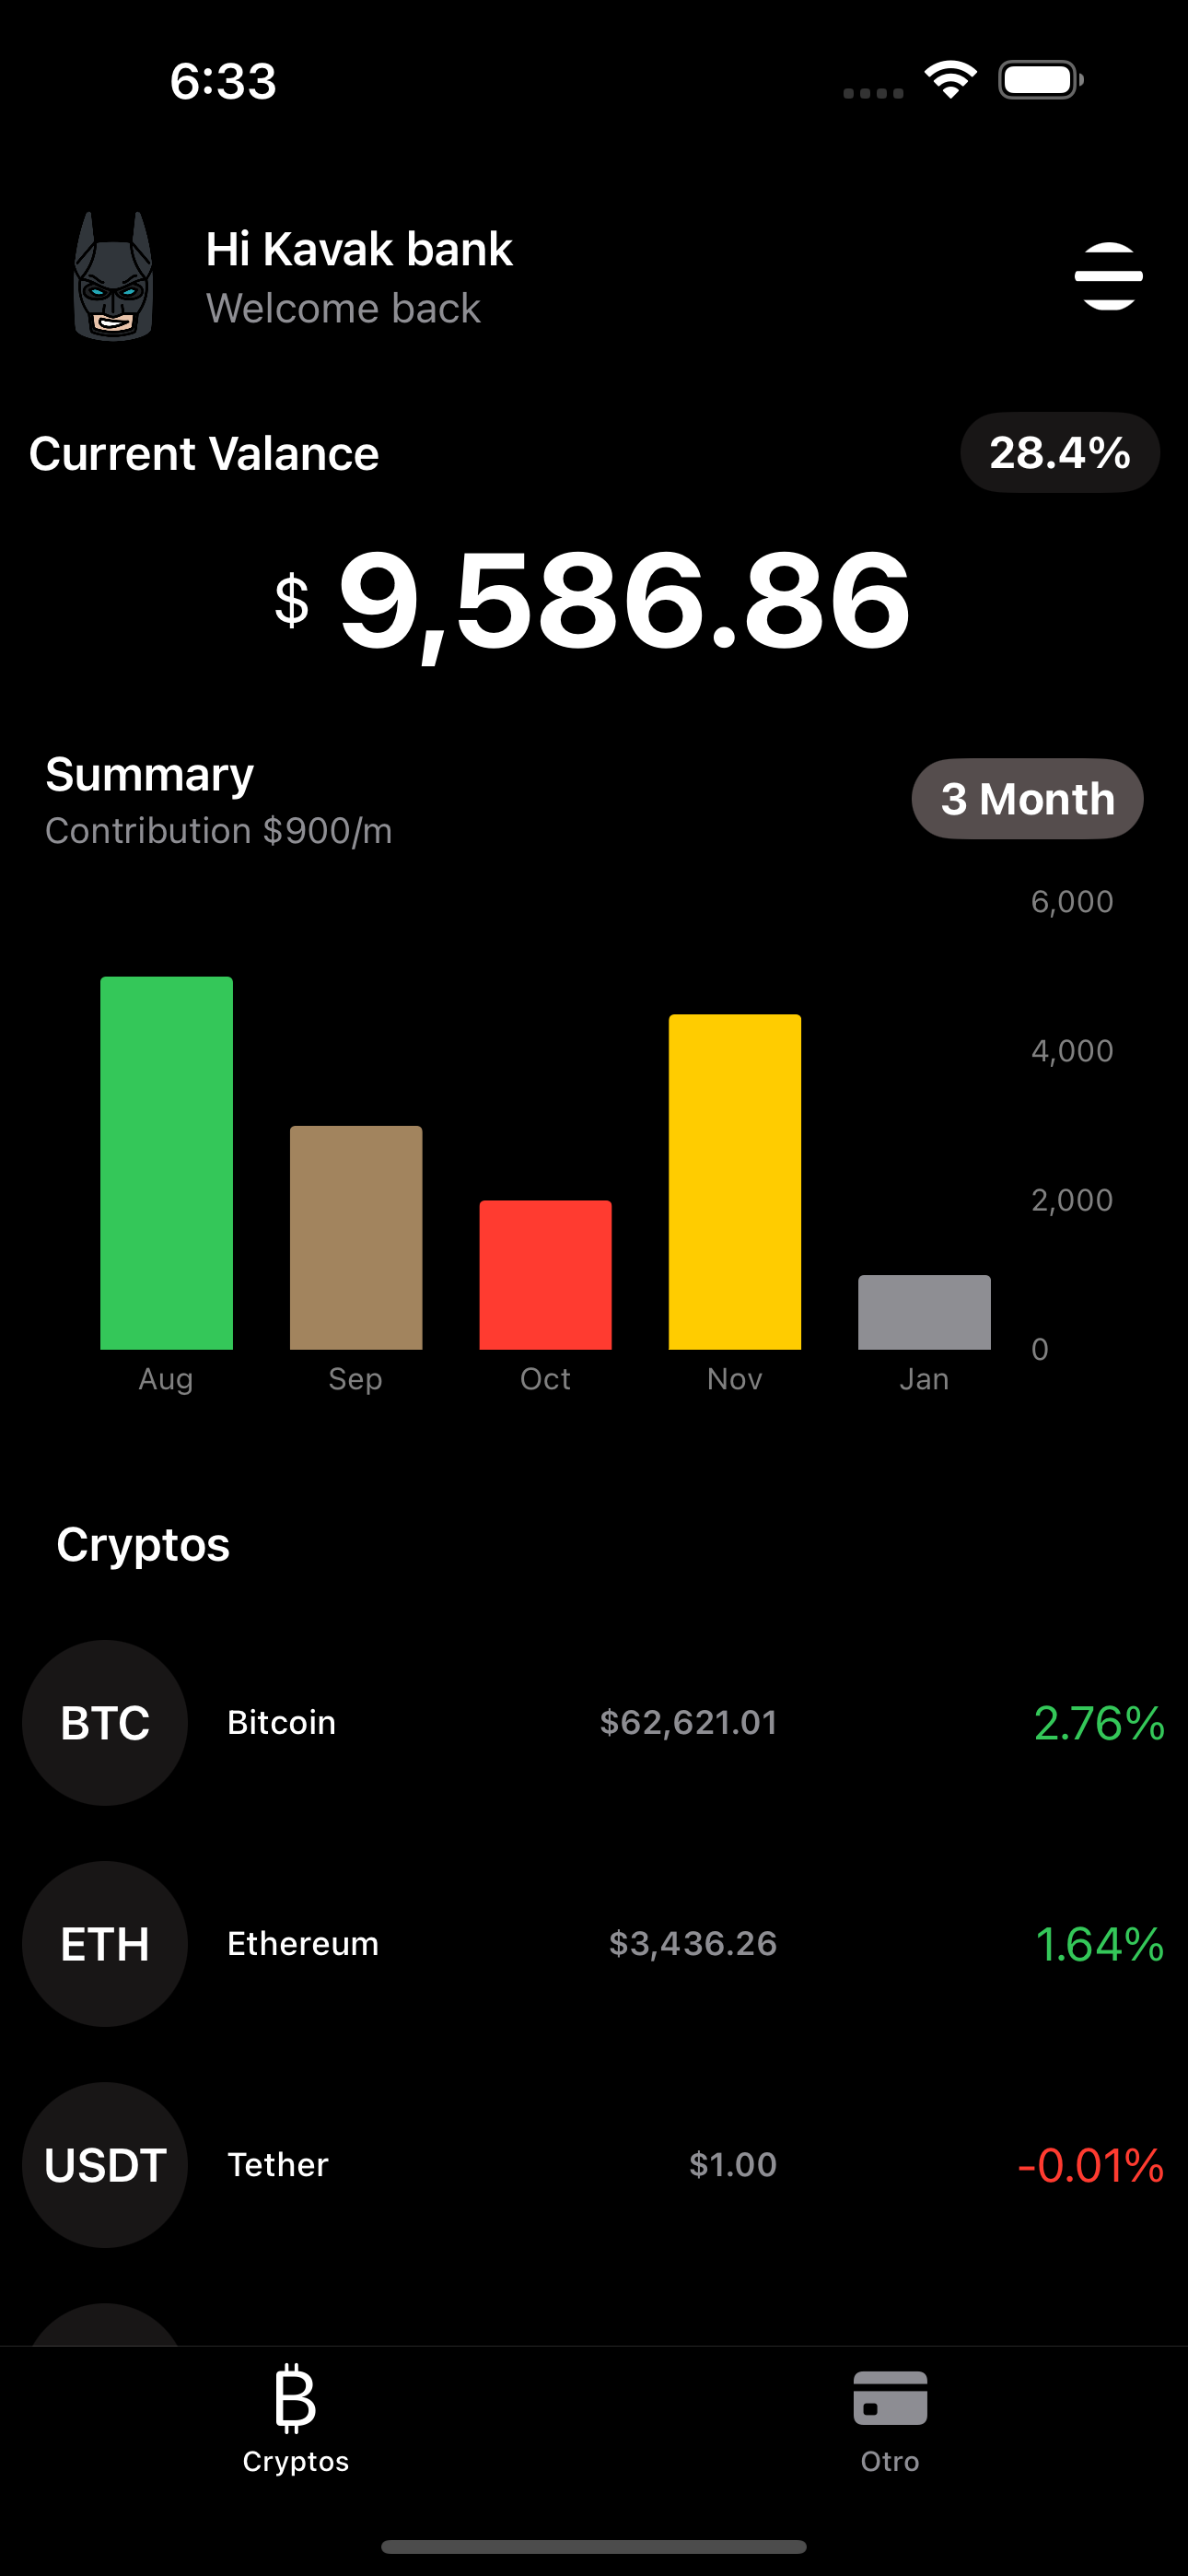 6:33
Hi Kavak bank
Welcome back
Current Valance
28.4%
$ 9,586.86
Summary
Contribution $900/m
3 Month
6,000
4,000
2,000
0
Aug Sep Oct Nov Jan
Cryptos
BTC Bitcoin $62,621.01 2.76%
ETH Ethereum $3,436.26 1.64%
USDT Tether $1.00 -0.01%
Cryptos
Otro